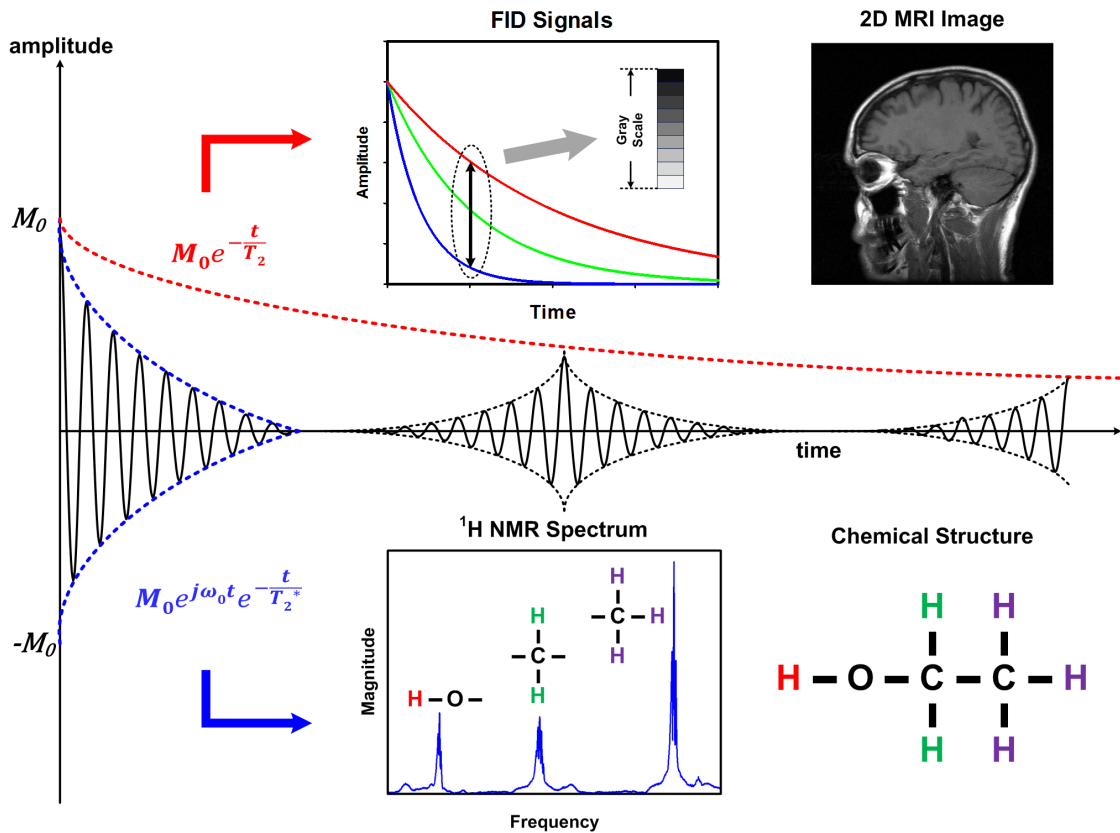 FID Signals
2D MRI Image
amplitude
Gray
Scale
Amplitude
M₀
M₀e^{-t/T₂}
Time
time
¹H NMR Spectrum
Chemical Structure
M₀e^{jω₀t}e^{-t/T₂*}
-M₀
Magnitude
H
H
C
H
H
C
H
H
H
H – O –
H – O – C – C – H
H
H
Frequency